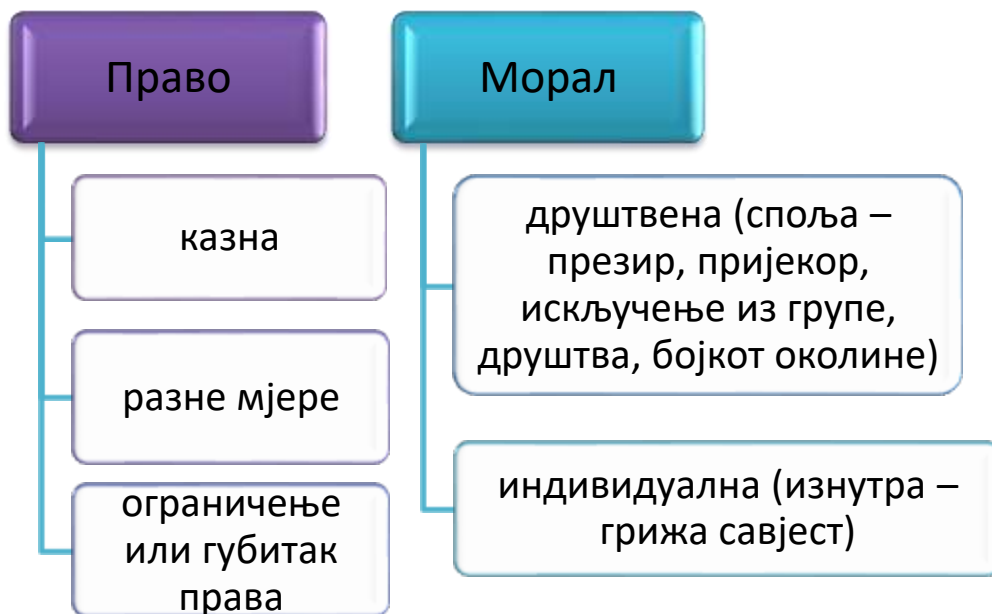 Право
казна
разне мјере
ограничење
или губитак
права
Морал
друштвена (споља –
презир, пријекор,
искључење из групе,
друштва, бојкот околине)
индивидуална (изнутра –
грижа савјест)